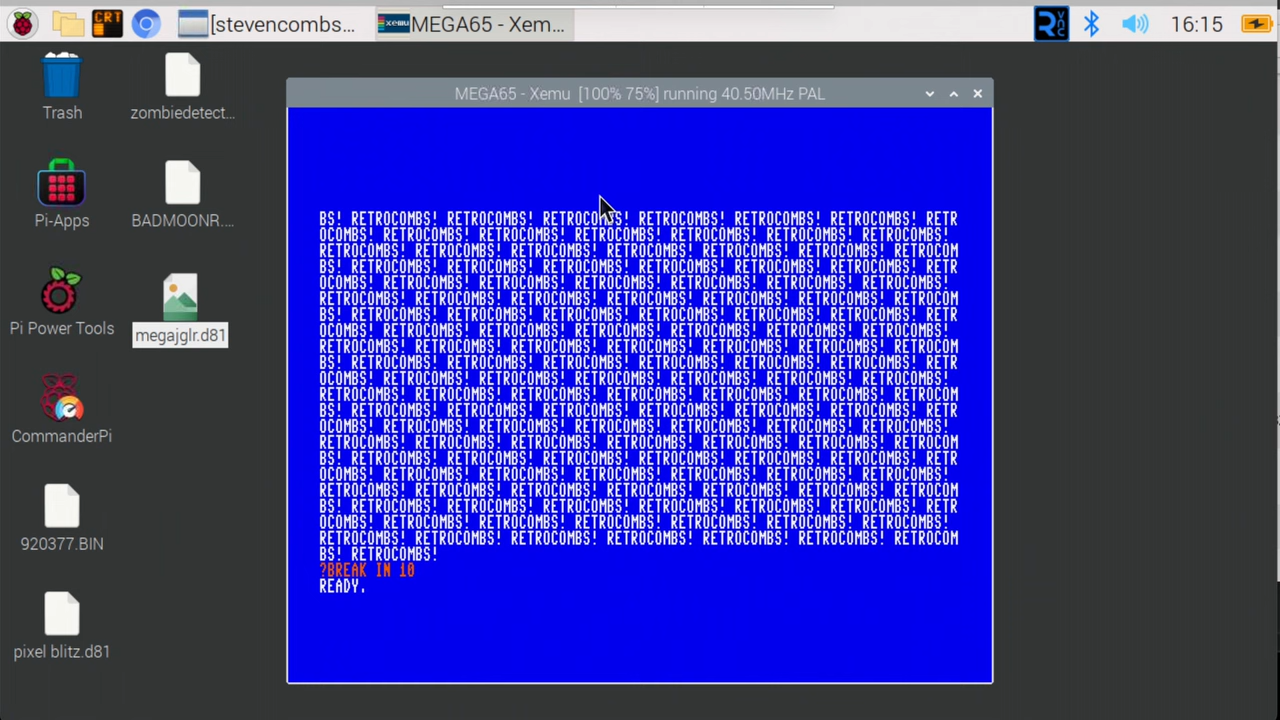 CRT
xemu
[stevencombs...
MEGA65 - Xem...
VNC
16:15
Trash
zombiedetect...
Pi-Apps
BADMOONR....
Pi Power Tools
megajglr.d81
CommanderPi
920377.BIN
pixel blitz.d81
MEGA65 - Xemu [100% 75%] running 40.50MHz PAL
BS! RETROCOMBS! RETROCOMBS! RETROCOMBS! RETROCOMBS! RETROCOMBS! RETROCOMBS! RETR
OCOMBS! RETROCOMBS! RETROCOMBS! RETROCOMBS! RETROCOMBS! RETROCOMBS! RETROCOMBS!
RETROCOMBS! RETROCOMBS! RETROCOMBS! RETROCOMBS! RETROCOMBS! RETROCOMBS! RETROCOM
BS! RETROCOMBS! RETROCOMBS! RETROCOMBS! RETROCOMBS! RETROCOMBS! RETROCOMBS! RETR
OCOMBS! RETROCOMBS! RETROCOMBS! RETROCOMBS! RETROCOMBS! RETROCOMBS! RETROCOMBS!
RETROCOMBS! RETROCOMBS! RETROCOMBS! RETROCOMBS! RETROCOMBS! RETROCOMBS! RETROCOM
BS! RETROCOMBS! RETROCOMBS! RETROCOMBS! RETROCOMBS! RETROCOMBS! RETROCOMBS! RETR
OCOMBS! RETROCOMBS! RETROCOMBS! RETROCOMBS! RETROCOMBS! RETROCOMBS! RETROCOMBS!
RETROCOMBS! RETROCOMBS! RETROCOMBS! RETROCOMBS! RETROCOMBS! RETROCOMBS! RETROCOM
BS! RETROCOMBS! RETROCOMBS! RETROCOMBS! RETROCOMBS! RETROCOMBS! RETROCOMBS! RETR
OCOMBS! RETROCOMBS! RETROCOMBS! RETROCOMBS! RETROCOMBS! RETROCOMBS! RETROCOMBS!
RETROCOMBS! RETROCOMBS! RETROCOMBS! RETROCOMBS! RETROCOMBS! RETROCOMBS! RETROCOM
BS! RETROCOMBS! RETROCOMBS! RETROCOMBS! RETROCOMBS! RETROCOMBS! RETROCOMBS! RETR
OCOMBS! RETROCOMBS! RETROCOMBS! RETROCOMBS! RETROCOMBS! RETROCOMBS! RETROCOMBS!
RETROCOMBS! RETROCOMBS! RETROCOMBS! RETROCOMBS! RETROCOMBS! RETROCOMBS! RETROCOM
BS! RETROCOMBS! RETROCOMBS! RETROCOMBS! RETROCOMBS! RETROCOMBS! RETROCOMBS! RETR
OCOMBS! RETROCOMBS! RETROCOMBS! RETROCOMBS! RETROCOMBS! RETROCOMBS! RETROCOMBS!
RETROCOMBS! RETROCOMBS! RETROCOMBS! RETROCOMBS! RETROCOMBS! RETROCOMBS! RETROCOM
BS! RETROCOMBS! RETROCOMBS! RETROCOMBS! RETROCOMBS! RETROCOMBS! RETROCOMBS! RETR
OCOMBS! RETROCOMBS! RETROCOMBS! RETROCOMBS! RETROCOMBS! RETROCOMBS! RETROCOMBS!
RETROCOMBS! RETROCOMBS! RETROCOMBS! RETROCOMBS! RETROCOMBS! RETROCOMBS! RETROCOM
BS! RETROCOMBS!
?BREAK IN 10
READY.